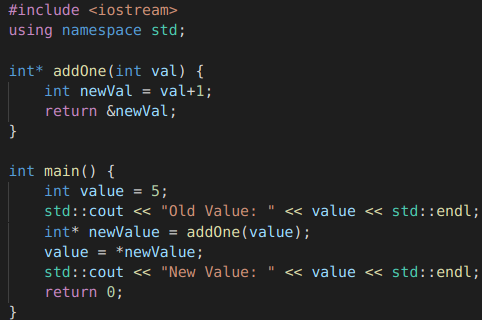 #include <iostream>
using namespace std;
int* addOne(int val) {
    int newVal = val+1;
    return &newVal;
}
int main() {
    int value = 5;
    std::cout << "Old Value: " << value << std::endl;
    int* newValue = addOne(value);
    value = *newValue;
    std::cout << "New Value: " << value << std::endl;
    return 0;
}